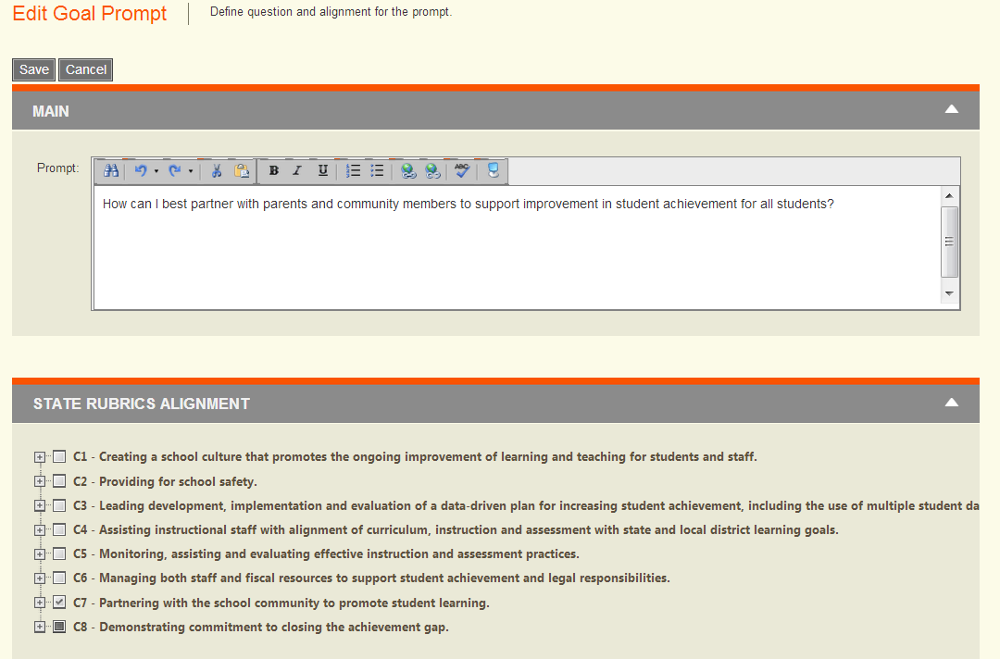 Edit Goal Prompt
Define question and alignment for the prompt.
Save Cancel
MAIN
Prompt:
B I U
ABC
How can I best partner with parents and community members to support improvement in student achievement for all students?
STATE RUBRICS ALIGNMENT
C1 - Creating a school culture that promotes the ongoing improvement of learning and teaching for students and staff.
C2 - Providing for school safety.
C3 - Leading development, implementation and evaluation of a data-driven plan for increasing student achievement, including the use of multiple student da
C4 - Assisting instructional staff with alignment of curriculum, instruction and assessment with state and local district learning goals.
C5 - Monitoring, assisting and evaluating effective instruction and assessment practices.
C6 - Managing both staff and fiscal resources to support student achievement and legal responsibilities.
C7 - Partnering with the school community to promote student learning.
C8 - Demonstrating commitment to closing the achievement gap.